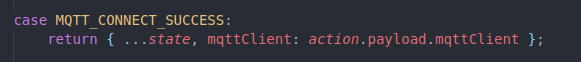 case MQTT_CONNECT_SUCCESS:
    return { ...state, mqttClient: action.payload.mqttClient };